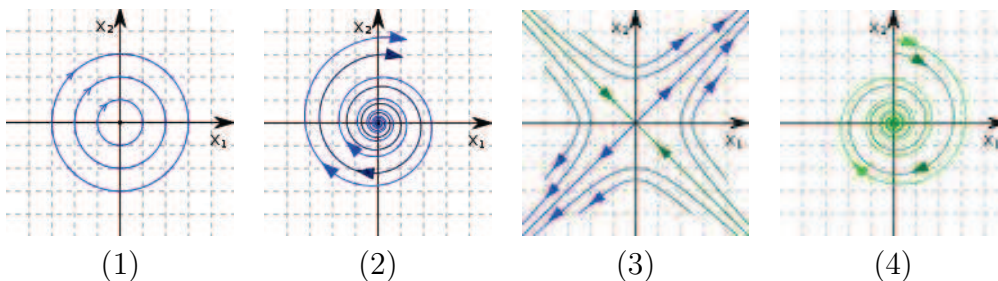 X₂ X₂ X₂ X₂
X₁ X₁ X₁ X₁
(1) (2) (3) (4)